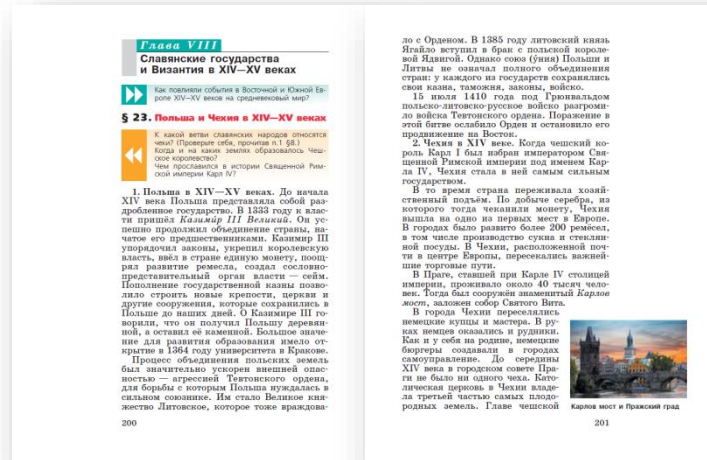 Глава VIII
Славянские государства
и Византия в XIV—XV веках
Как повлияли события в Восточной и Южной Ев-
ропе XIV—XV веков на средневековый мир?
§ 23. Польша и Чехия в XIV—XV веках
К какой ветви славянских народов относятся
чехи? (Проверьте себя, прочитав п.1 §8.)
Когда и на каких землях образовалось Чеш-
ское королевство?
Чем прославился в истории Священной Рим-
ской империи Карл IV?
1. Польша в XIV—XV веках. До начала
XIV века Польша представляла собой раз-
дробленное государство. В 1333 году к влас-
ти пришёл Казими́р III Великий. Он ус-
пешно продолжил объединение страны, на-
чатое его предшественниками. Казимир III
упорядочил законы, укрепил королевскую
власть, ввёл в стране единую монету, поощ-
рял развитие ремесла, создал сословно-
представительный орган власти — сейм.
Пополнение государственной казны позво-
лило строить новые крепости, церкви и
другие сооружения, которые сохранились в
Польше до наших дней. О Казимире III го-
ворили, что он получил Польшу деревян-
ной, а оставил её каменной. Большое значе-
ние для развития образования имело от-
крытие в 1364 году университета в Кракове.
Процесс объединения польских земель
был значительно ускорен внешней опас-
ностью — агрессией Тевтонского ордена,
для борьбы с которым Польша нуждалась в
сильном союзнике. Им стало Великое кня-
жество Литовское, которое тоже враждова-
200
ло с Орденом. В 1385 году литовский князь
Ягайло вступил в брак с польской короле-
вой Ядвигой. Однако союз (у́ния) Польши и
Литвы не означал полного объединения
стран: у каждого из государств сохранялись
свои казна, таможня, законы, войско.
15 июля 1410 года под Грюнвальдом
польско-литовско-русское войско разгроми-
ло войска Тевтонского ордена. Поражение в
этой битве ослабило Орден и остановило его
продвижение на Восток.
2. Чехия в XIV веке. Когда чешский ко-
роль Карл I был избран императором Свя-
щенной Римской империи под именем Кар-
ла IV, Чехия стала в ней самым сильным
государством.
В то время страна переживала хозяй-
ственный подъём. По добыче серебра, из
которого тогда чеканили монету, Чехия
вышла на одно из первых мест в Европе.
В городах было развито более 200 ремёсел,
в том числе производство сукна и стеклян-
ной посуды. В Чехии, расположенной поч-
ти в центре Европы, пересекались важней-
шие торговые пути.
В Праге, ставшей при Карле IV столицей
империи, проживало около 40 тысяч чело-
век. Тогда был сооружён знаменитый Карлов
мост, заложен собор Святого Вита.
В города Чехии переселялись
немецкие купцы и мастера. В ру-
ках немцев оказались и рудники.
Как и у себя на родине, немецкие
бюргеры создавали в городах
самоуправление. До середины
XIV века в городском совете Пра-
ги не было ни одного чеха. Като-
лическая церковь в Чехии владе-
ла третьей частью самых плодо-
родных земель. Главе чешской
Карлов мост и Пражский град
201